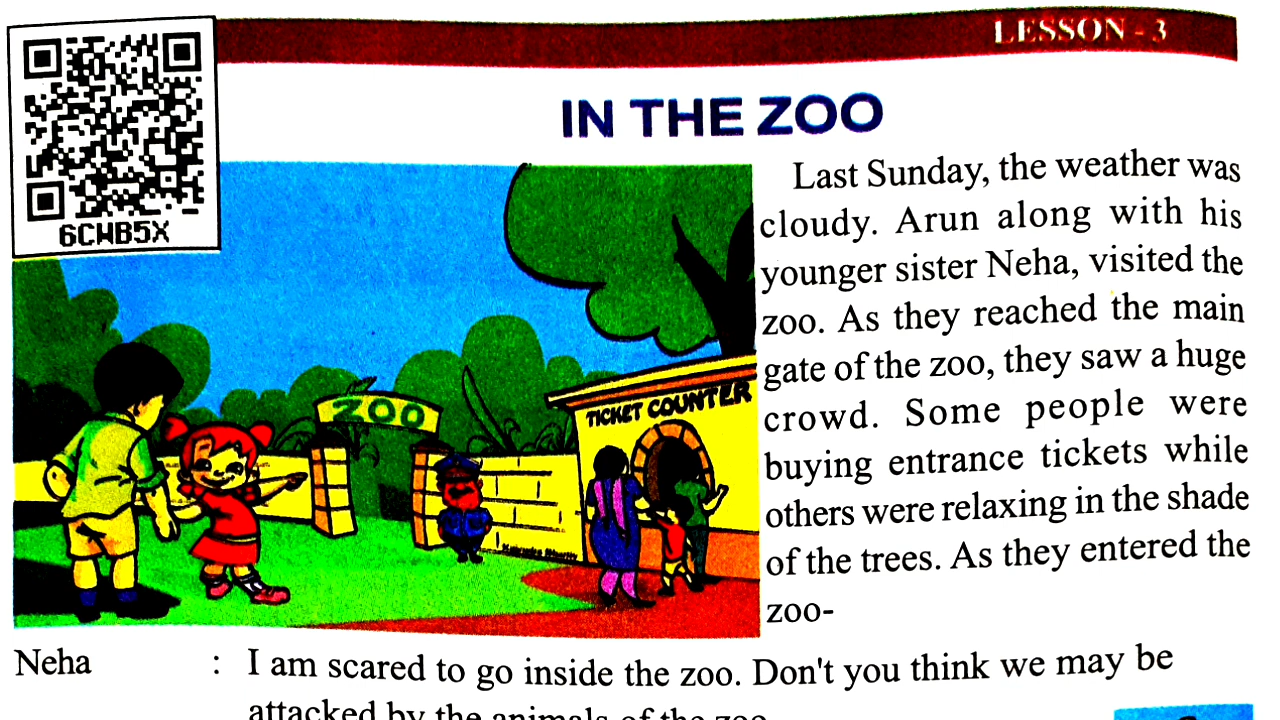 LESSON - 3
6CWB5X
IN THE ZOO
Last Sunday, the weather was
cloudy. Arun along with his
younger sister Neha, visited the
zoo. As they reached the main
gate of the zoo, they saw a huge
crowd. Some people were
buying entrance tickets while
others were relaxing in the shade
of the trees. As they entered the
zoo-
ZOO
TICKET COUNTER
Neha : I am scared to go inside the zoo. Don't you think we may be
attacked by the animals of the zoo